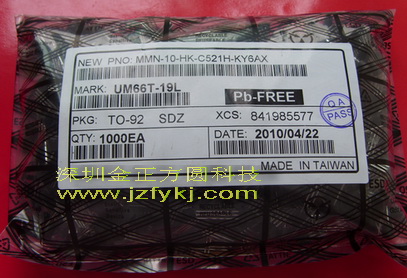 NEW PNO: MMN-10-HK-C521H-KY6AX
MARK: UM66T-19L
Pb-FREE
PKG: TO-92 SDZ
XCS: 841985577
QA PASS
QTY: 1000EA
DATE: 2010/04/22
MADE IN TAIWAN
深圳金正方圆科技
www.jzfykj.com